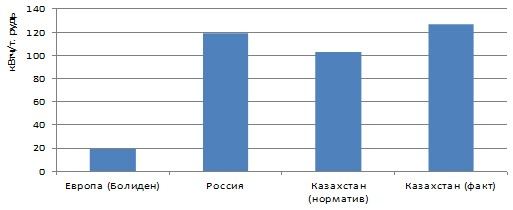 кВтч/т. руды
140
120
100
80
60
40
20
0
Европа (Болиден)
Россия
Казахстан
(норматив)
Казахстан (факт)